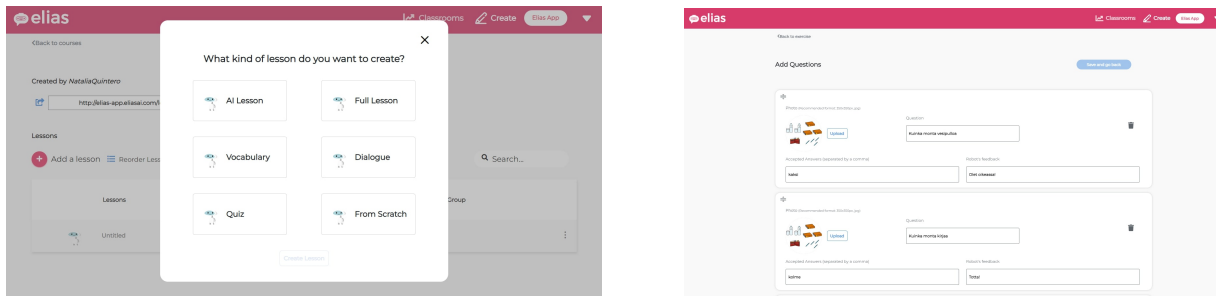 elias
Classrooms
Create
Elias App
<Back to courses
Created by NataliaQuintero
http://elias-app.eliasai.com/l
Lessons
Add a lesson
Reorder Less
Search...
Lessons
Group
Untitled
What kind of lesson do you want to create?
AI Lesson
Full Lesson
Vocabulary
Dialogue
Quiz
From Scratch
Create Lesson
elias
Classrooms
Create
Elias App
<Back to exercise
Add Questions
Save and go back
Upload
Question
Kuinka monta vesipulloa
Accepted Answers (separated by a comma)
Robot's feedback
kaksi
Olet oikeassa!
Upload
Question
Kuinka monta kirjaa
Accepted Answers (separated by a comma)
Robot's feedback
kolme
Totta!